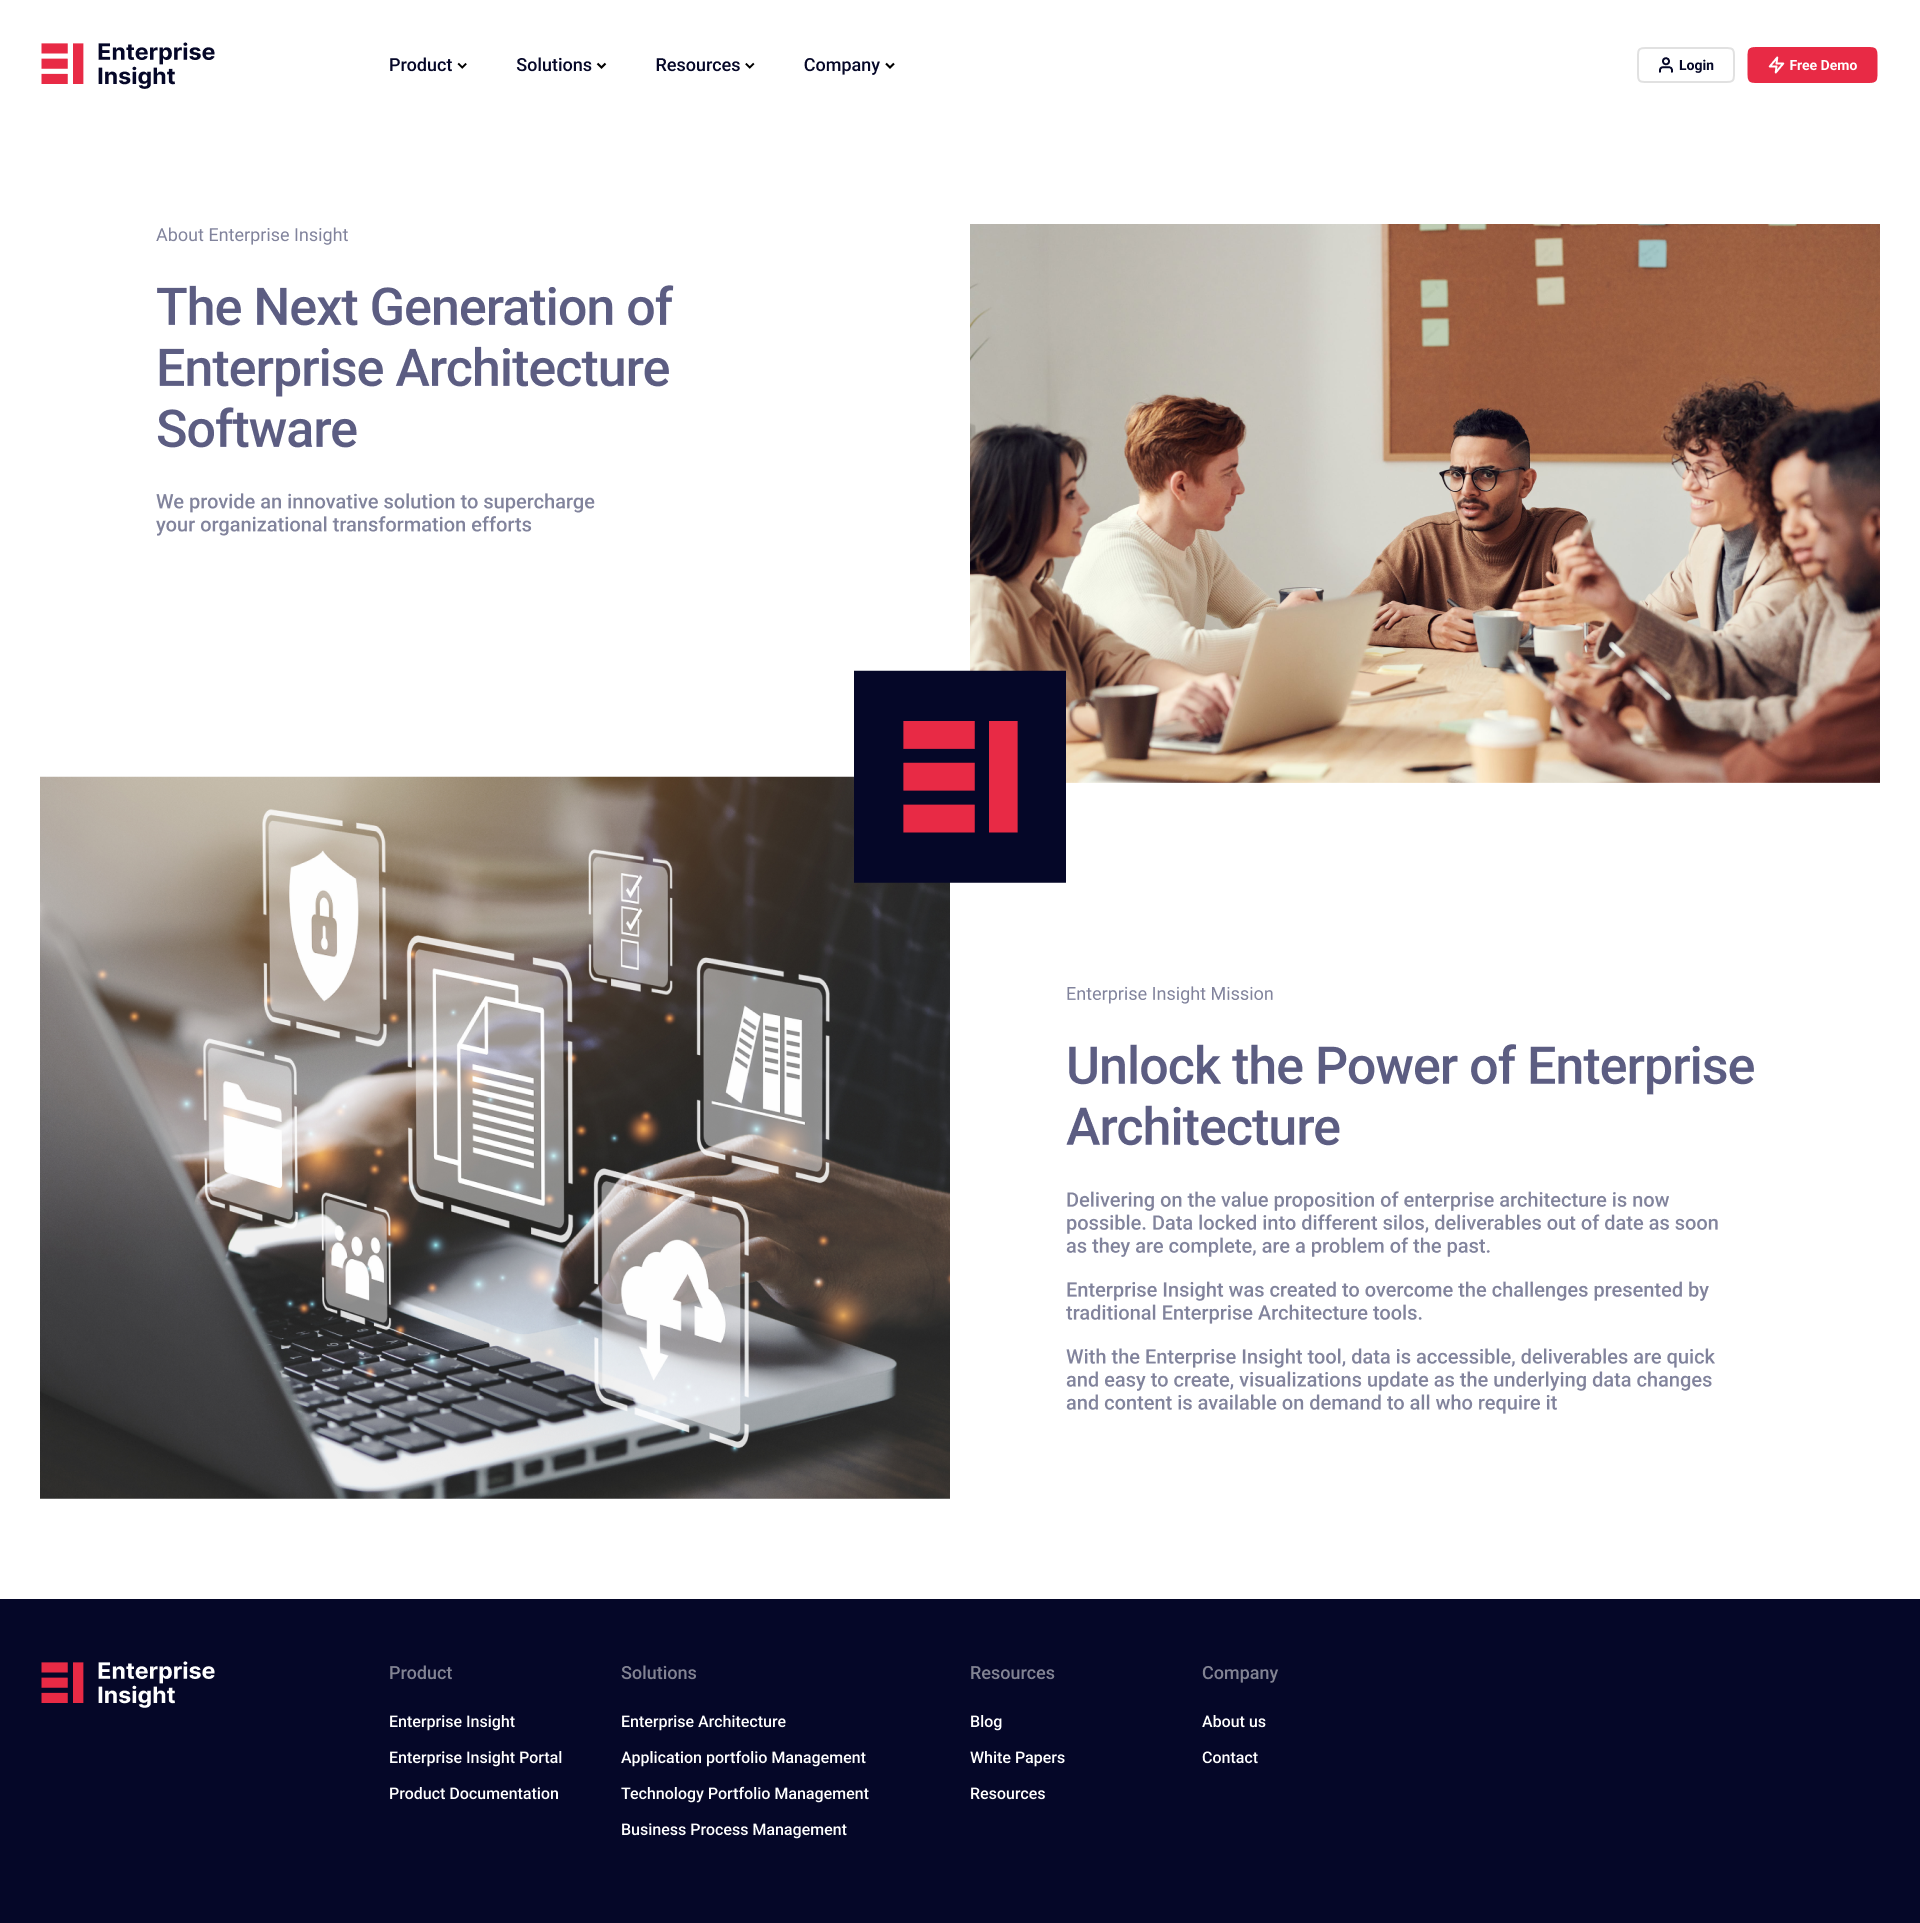 Enterprise
Insight
Product
Solutions
Resources
Company
Login
Free Demo
About Enterprise Insight
The Next Generation of
Enterprise Architecture
Software
We provide an innovative solution to supercharge
your organizational transformation efforts
EI
Enterprise Insight Mission
Unlock the Power of Enterprise
Architecture
Delivering on the value proposition of enterprise architecture is now
possible. Data locked into different silos, deliverables out of date as soon
as they are complete, are a problem of the past.
Enterprise Insight was created to overcome the challenges presented by
traditional Enterprise Architecture tools.
With the Enterprise Insight tool, data is accessible, deliverables are quick
and easy to create, visualizations update as the underlying data changes
and content is available on demand to all who require it
Enterprise
Insight
Product
Enterprise Insight
Enterprise Insight Portal
Product Documentation
Solutions
Enterprise Architecture
Application portfolio Management
Technology Portfolio Management
Business Process Management
Resources
Blog
White Papers
Resources
Company
About us
Contact